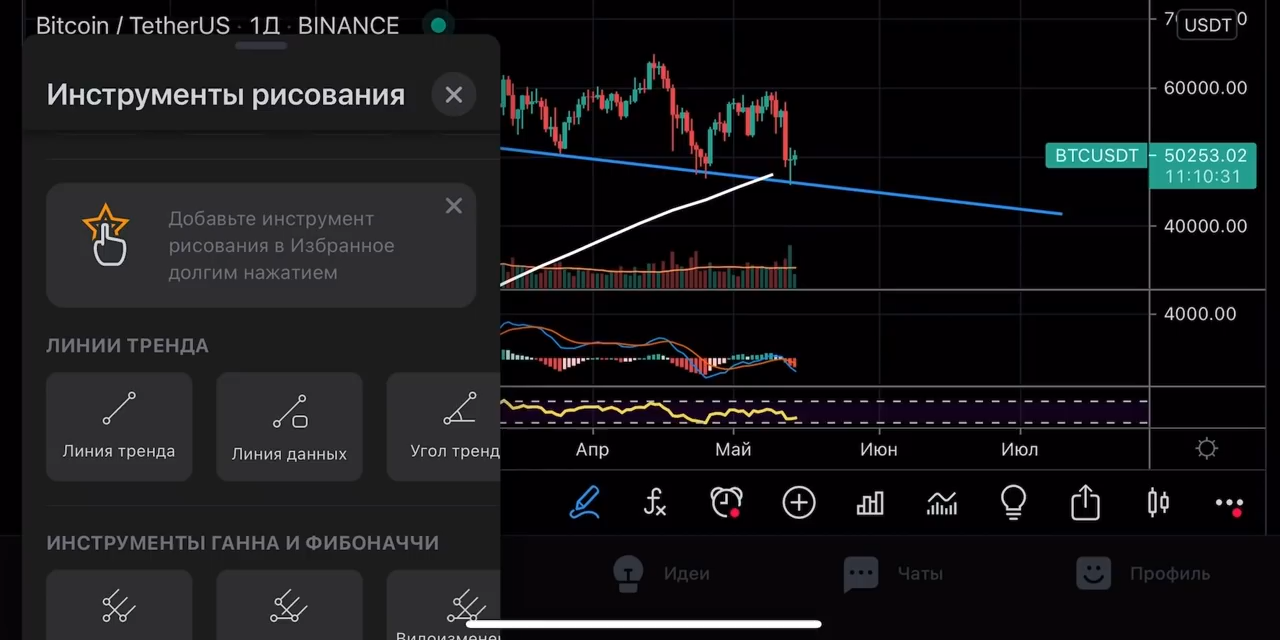 Bitcoin / TetherUS · 1Д · BINANCE
Инструменты рисования
Добавьте инструмент
рисования в Избранное
долгим нажатием
ЛИНИИ ТРЕНДА
Линия тренда
Линия данных
Угол тренд
ИНСТРУМЕНТЫ ГАННА И ФИБОНАЧЧИ
USDT
60000.00
BTCUSDT
50253.02
11:10:31
40000.00
4000.00
Апр
Май
Июн
Июл
Идеи
Чаты
Профиль